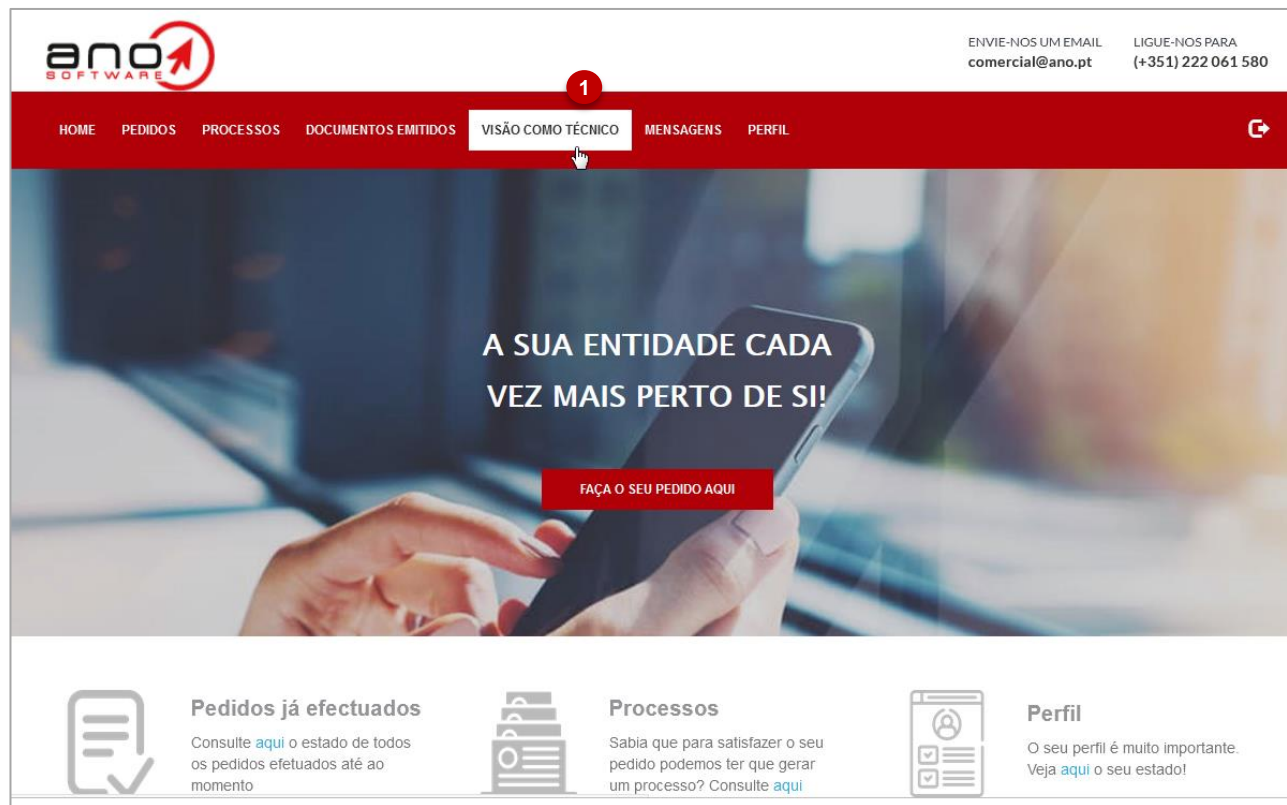 ano
SOFTWARE
ENVIE-NOS UM EMAIL
comercial@ano.pt
LIGUE-NOS PARA
(+351) 222 061 580
1
HOME PEDIDOS PROCESSOS DOCUMENTOS EMITIDOS VISÃO COMO TÉCNICO MENSAGENS PERFIL
A SUA ENTIDADE CADA
VEZ MAIS PERTO DE SI!
FAÇA O SEU PEDIDO AQUI
Pedidos já efectuados
Consulte aqui o estado de todos
os pedidos efetuados até ao
momento
Processos
Sabia que para satisfazer o seu
pedido podemos ter que gerar
um processo? Consulte aqui
Perfil
O seu perfil é muito importante.
Veja aqui o seu estado!